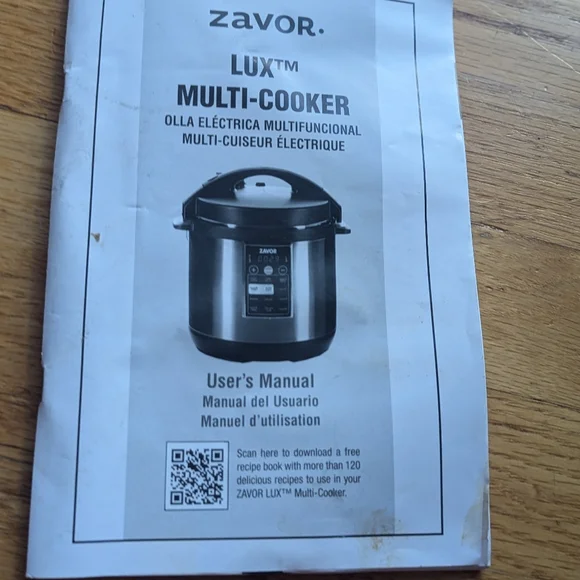 ZAVOR.
LUX™
MULTI-COOKER
OLLA ELÉCTRICA MULTIFUNCIONAL
MULTI-CUISEUR ÉLECTRIQUE
ZAVOR
User's Manual
Manual del Usuario
Manuel d'utilisation
Scan here to download a free
recipe book with more than 120
delicious recipes to use in your
ZAVOR LUX™ Multi-Cooker.